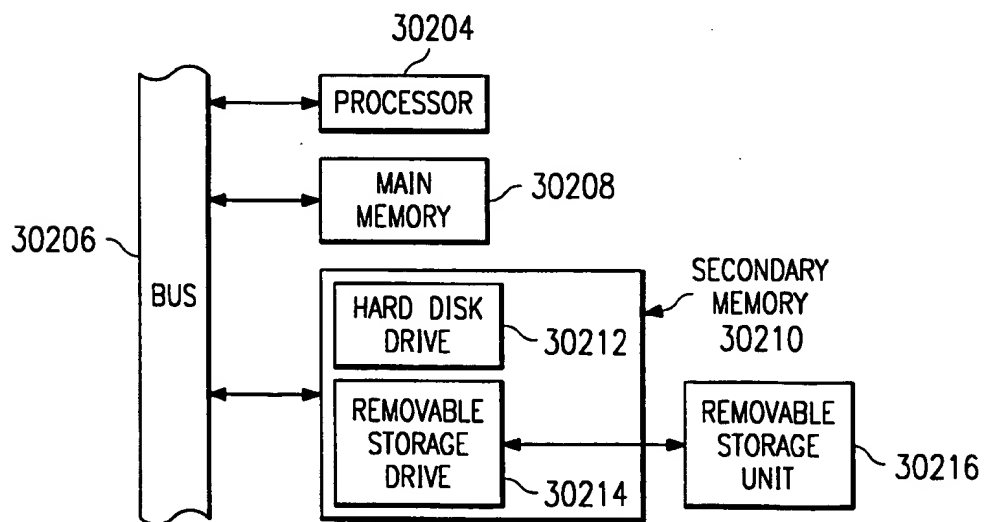 30204
PROCESSOR
MAIN
MEMORY
30208
30206
BUS
SECONDARY
MEMORY
30210
HARD DISK
DRIVE
30212
REMOVABLE
STORAGE
DRIVE
30214
REMOVABLE
STORAGE
UNIT
30216